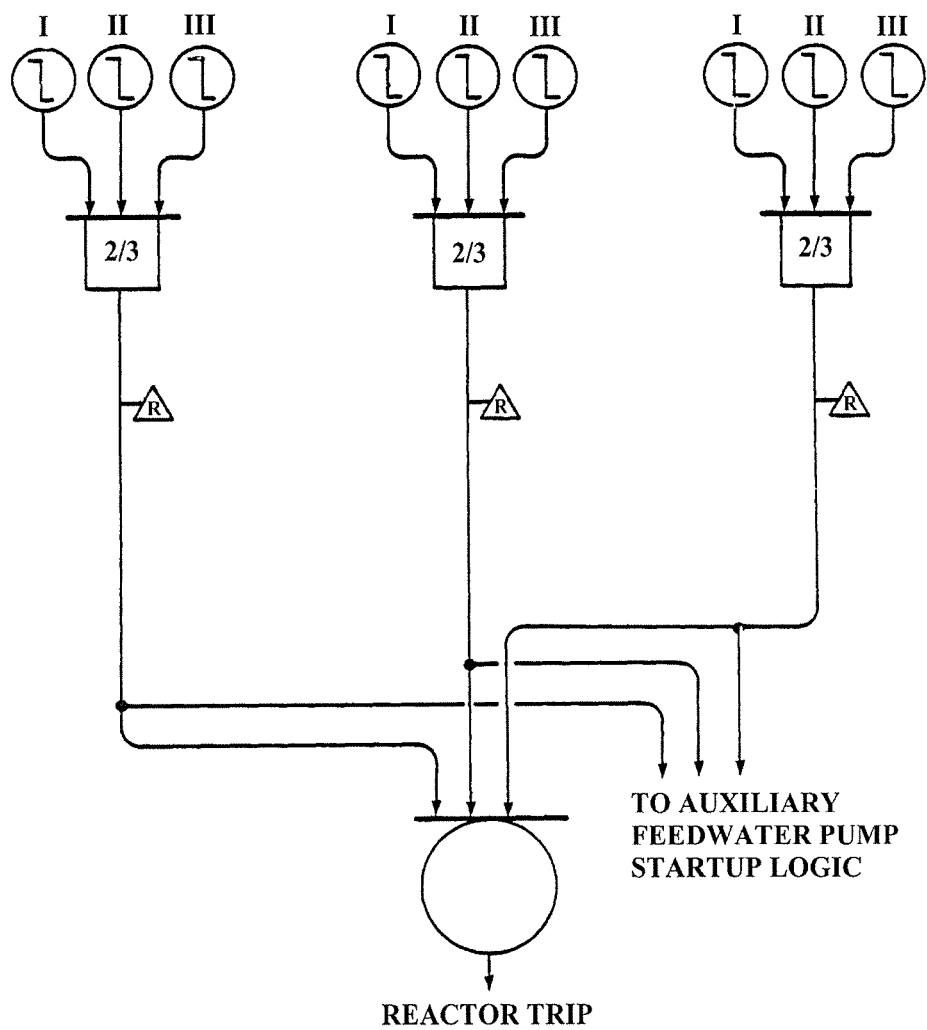 I II III I II III I II III
2/3 2/3 2/3
R R R
TO AUXILIARY
FEEDWATER PUMP
STARTUP LOGIC
REACTOR TRIP